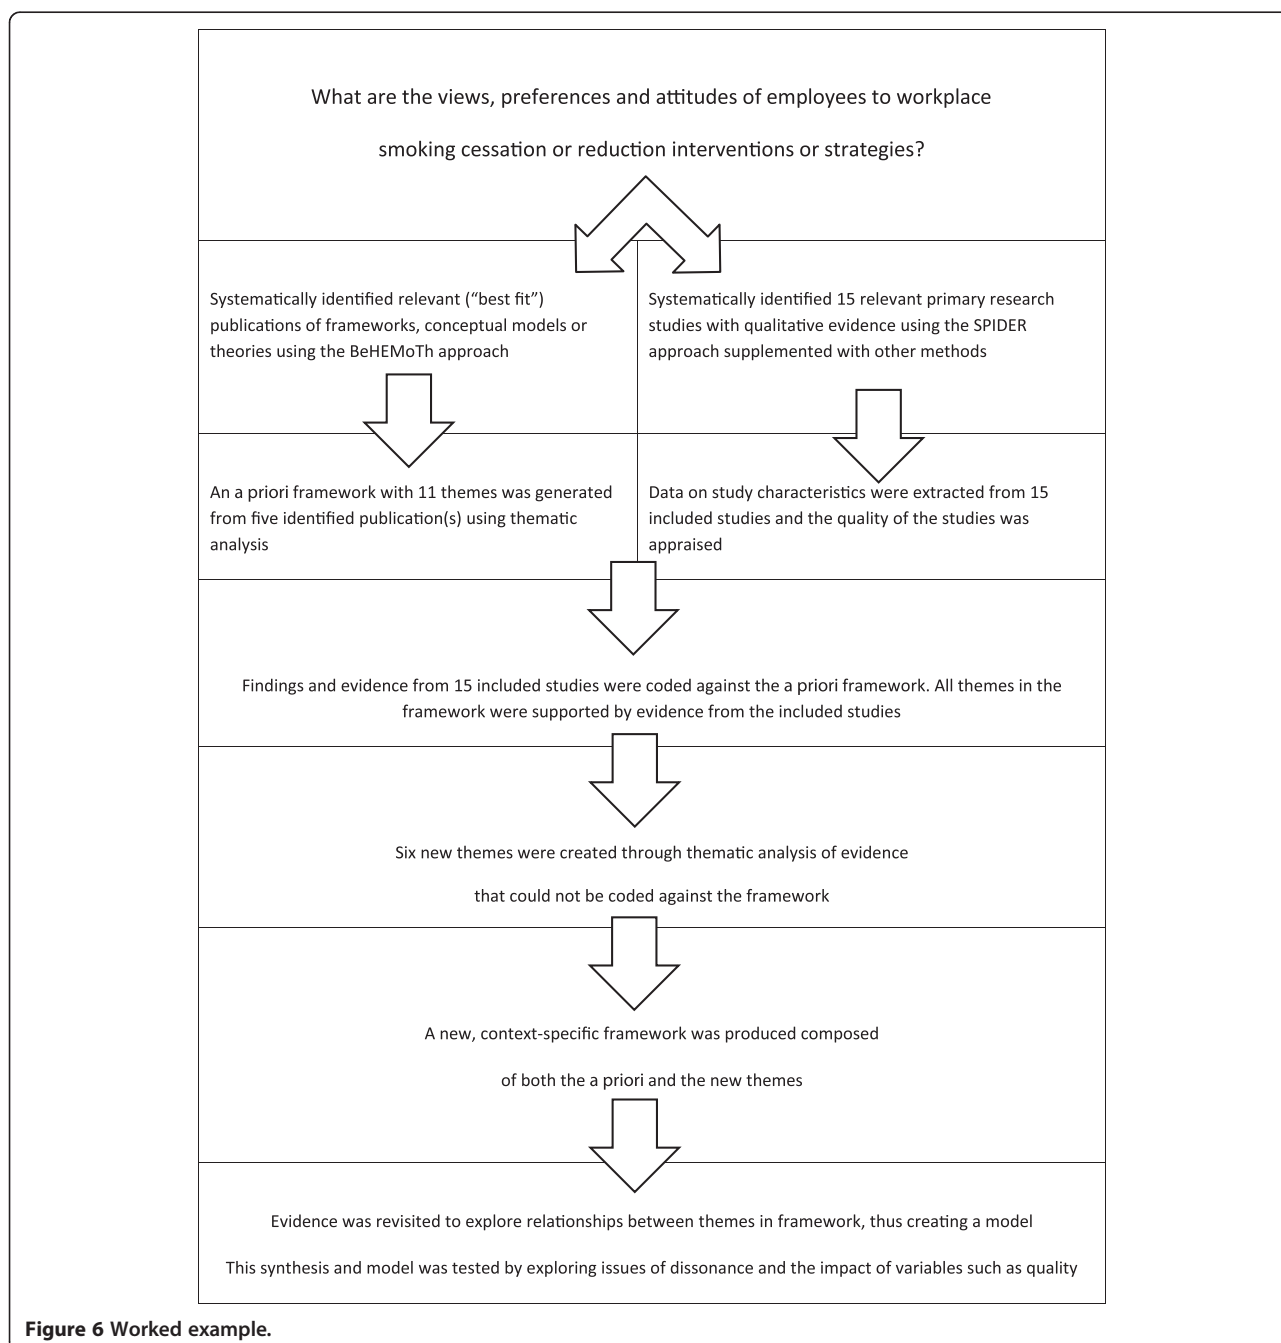 What are the views, preferences and attitudes of employees to workplace
smoking cessation or reduction interventions or strategies?
Systematically identified relevant (“best fit”)
publications of frameworks, conceptual models or
theories using the BeHEMoTh approach
Systematically identified 15 relevant primary research
studies with qualitative evidence using the SPIDER
approach supplemented with other methods
An a priori framework with 11 themes was generated
from five identified publication(s) using thematic
analysis
Data on study characteristics were extracted from 15
included studies and the quality of the studies was
appraised
Findings and evidence from 15 included studies were coded against the a priori framework. All themes in the
framework were supported by evidence from the included studies
Six new themes were created through thematic analysis of evidence
that could not be coded against the framework
A new, context-specific framework was produced composed
of both the a priori and the new themes
Evidence was revisited to explore relationships between themes in framework, thus creating a model
This synthesis and model was tested by exploring issues of dissonance and the impact of variables such as quality
Figure 6 Worked example.